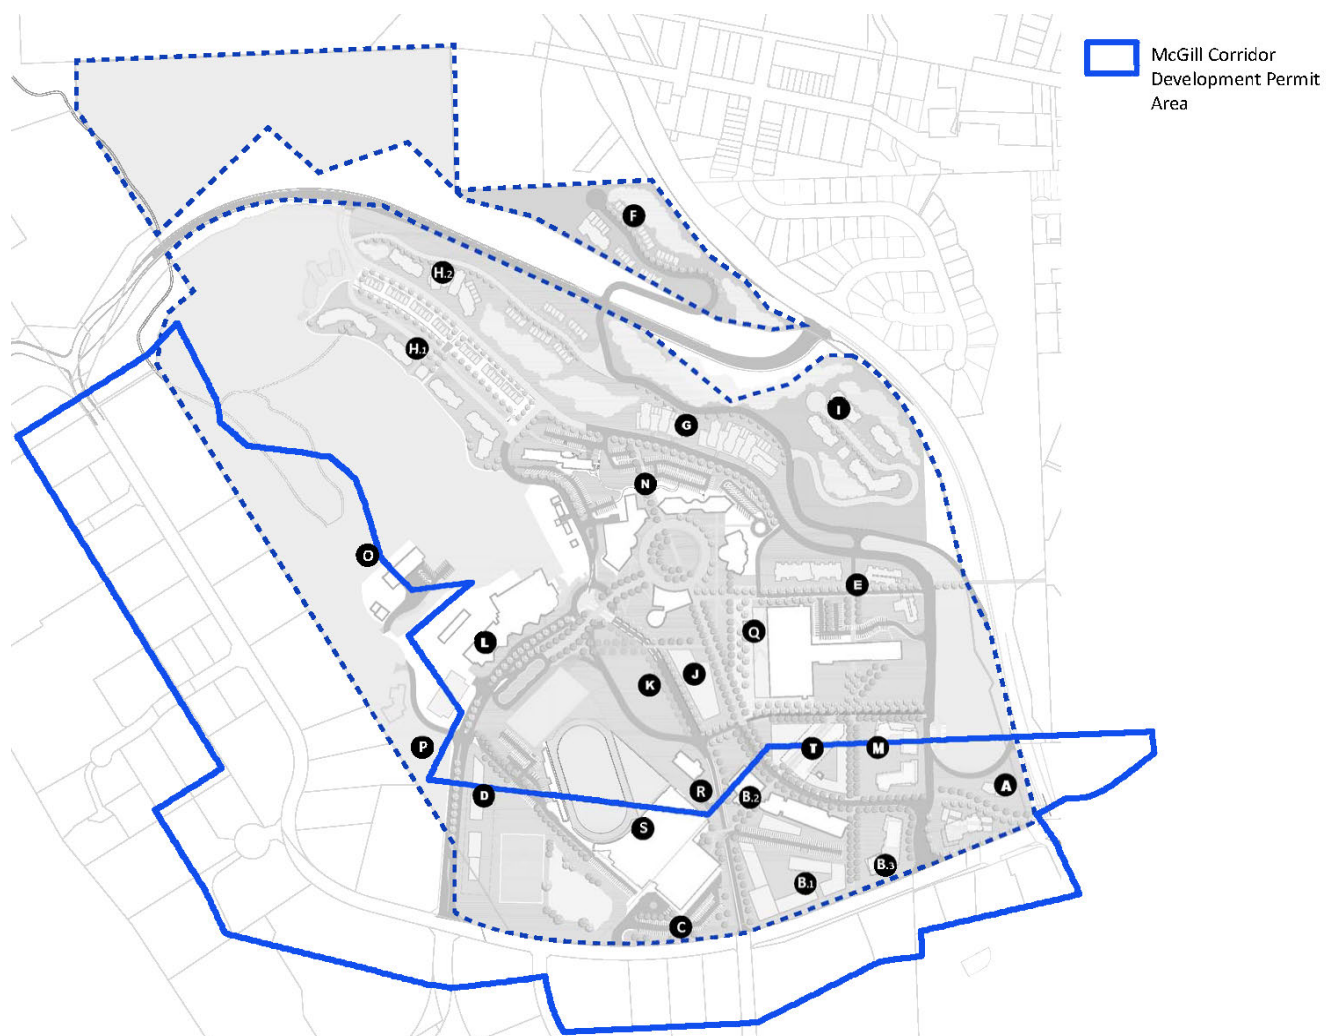 McGill Corridor
Development Permit
Area
F
H.2
H.1
I
G
N
O
E
Q
L
J
K
P
T
M
A
D
R
B.2
S
B.3
B.1
C